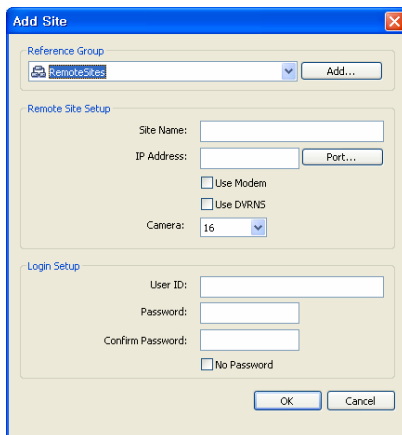 Add Site
Reference Group
RemoteSites Add...
Remote Site Setup
Site Name:
IP Address: Port...
Use Modem
Use DVRNS
Camera: 16
Login Setup
User ID:
Password:
Confirm Password:
No Password
OK Cancel